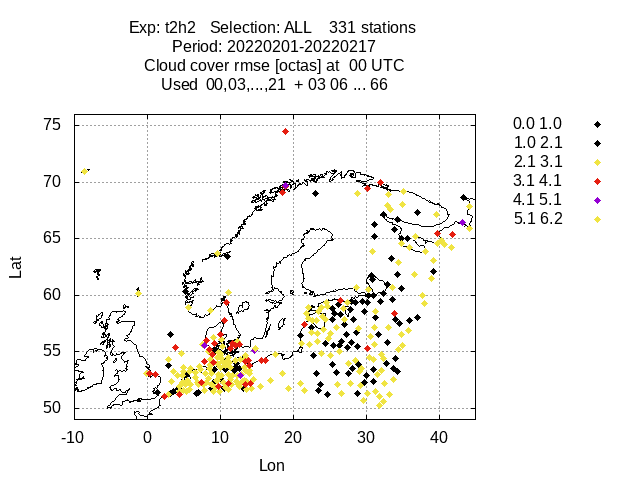 Exp: t2h2 Selection: ALL 331 stations
Period: 20220201-20220217
Cloud cover rmse [octas] at 00 UTC
Used 00,03,...,21 + 03 06 ... 66
0.0 1.0
1.0 2.1
2.1 3.1
3.1 4.1
4.1 5.1
5.1 6.2
75
70
65
60
55
50
Lat
-10 0 10 20 30 40
Lon